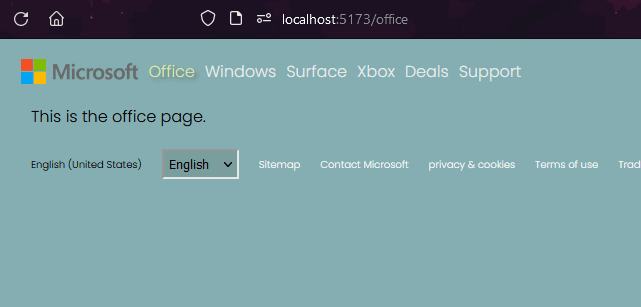 localhost:5173/office
Microsoft Office Windows Surface Xbox Deals Support
This is the office page.
English (United States) English Sitemap Contact Microsoft privacy & cookies Terms of use Trad